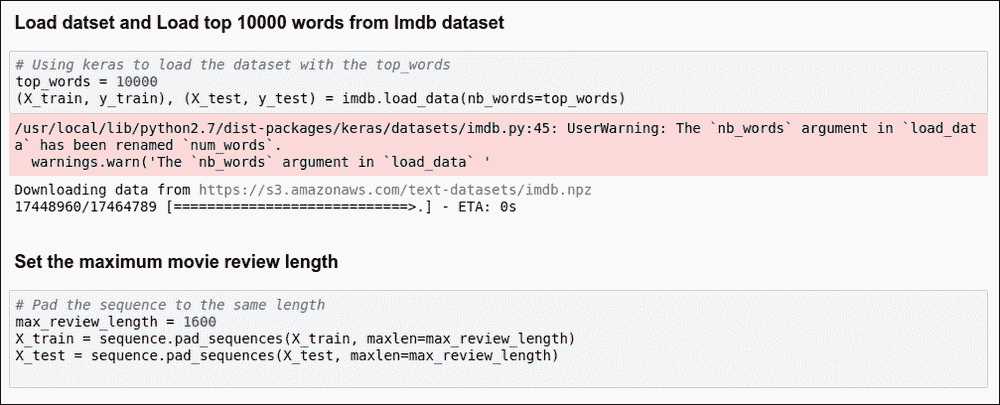 Load datset and Load top 10000 words from Imdb dataset
# Using keras to load the dataset with the top_words
top_words = 10000
(X_train, y_train), (X_test, y_test) = imdb.load_data(nb_words=top_words)
/usr/local/lib/python2.7/dist-packages/keras/datasets/imdb.py:45: UserWarning: The `nb_words` argument in `load_dat
a` has been renamed `num_words`.
  warnings.warn('The `nb_words` argument in `load_data` '
Downloading data from https://s3.amazonaws.com/text-datasets/imdb.npz
17448960/17464789 [============================>.] - ETA: 0s
Set the maximum movie review length
# Pad the sequence to the same length
max_review_length = 1600
X_train = sequence.pad_sequences(X_train, maxlen=max_review_length)
X_test = sequence.pad_sequences(X_test, maxlen=max_review_length)